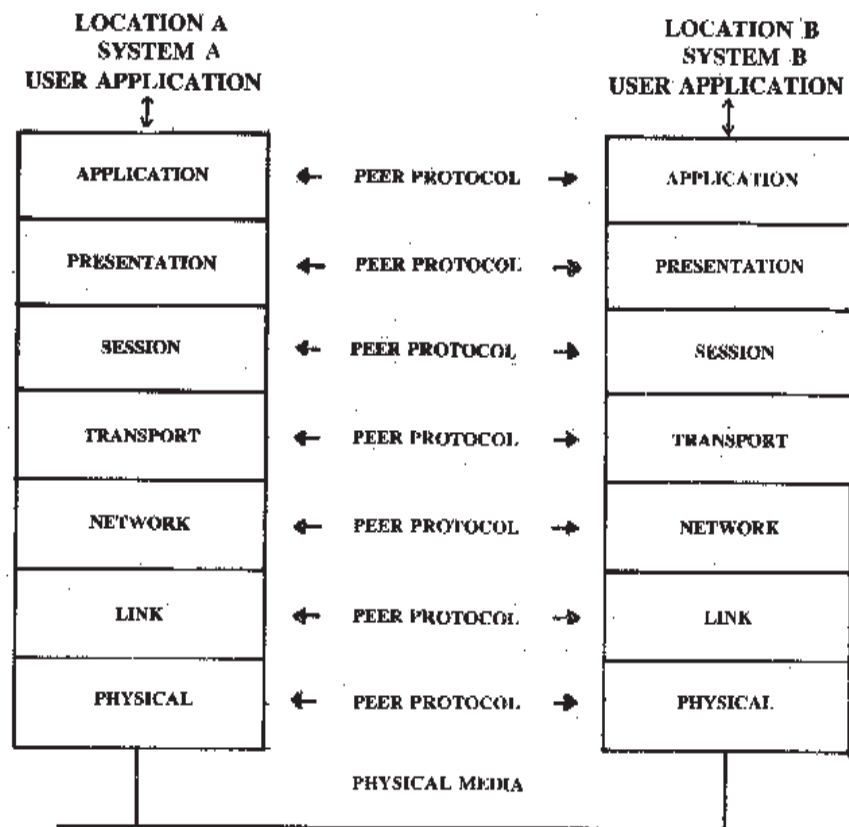 LOCATION A
SYSTEM A
USER APPLICATION
LOCATION B
SYSTEM B
USER APPLICATION
APPLICATION
PEER PROTOCOL
APPLICATION
PRESENTATION
PEER PROTOCOL
PRESENTATION
SESSION
PEER PROTOCOL
SESSION
TRANSPORT
PEER PROTOCOL
TRANSPORT
NETWORK
PEER PROTOCOL
NETWORK
LINK
PEER PROTOCOL
LINK
PHYSICAL
PEER PROTOCOL
PHYSICAL
PHYSICAL MEDIA